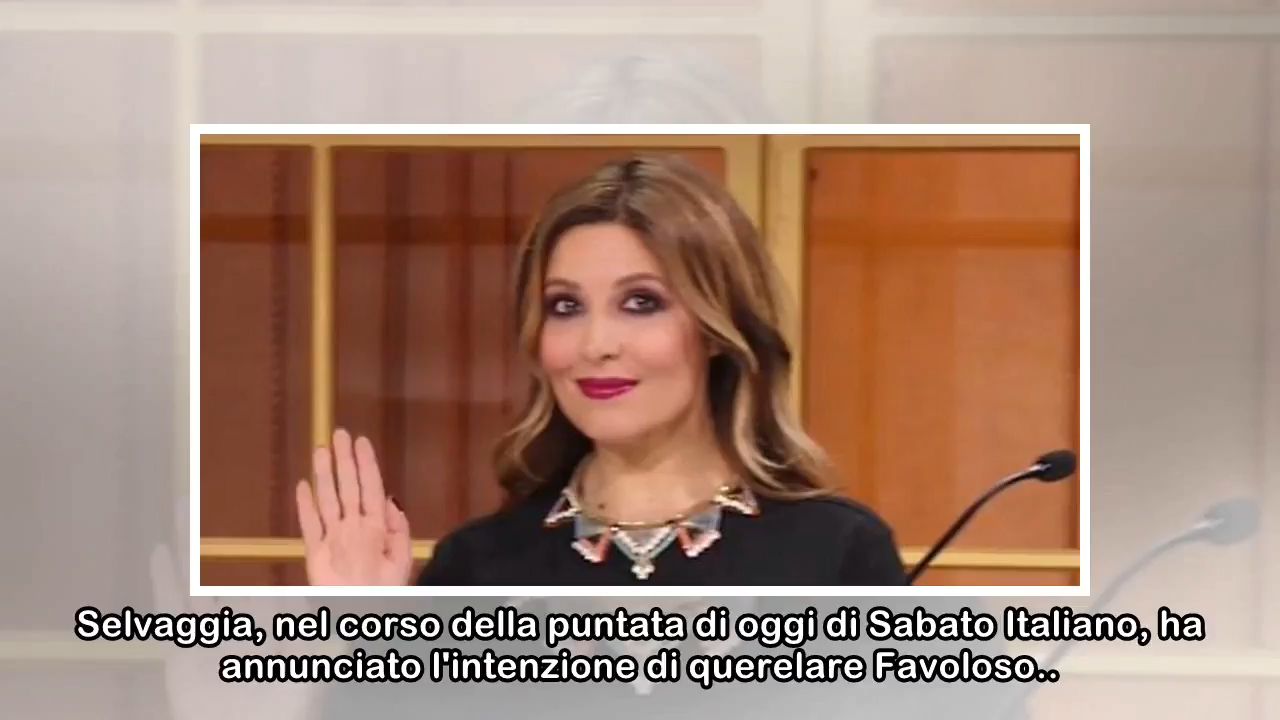 Selvaggia, nel corso della puntata di oggi di Sabato Italiano, ha
annunciato l'intenzione di querelare Favoloso..